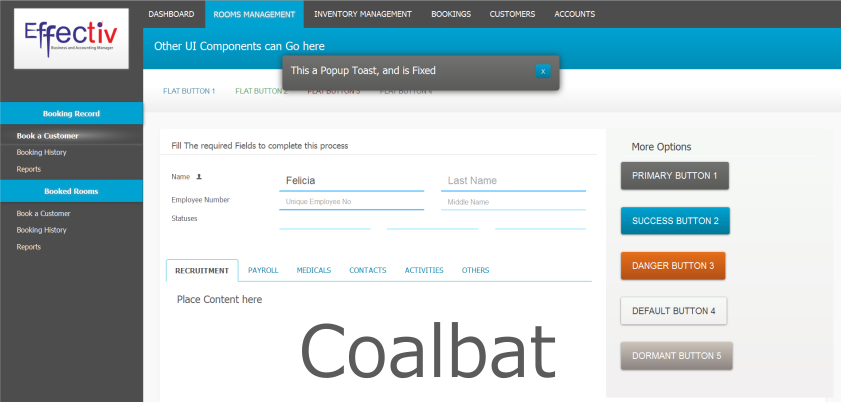 Effectiv
Business and Accounting Manager
DASHBOARD ROOMS MANAGEMENT INVENTORY MANAGEMENT BOOKINGS CUSTOMERS ACCOUNTS
Other UI Components can Go here
This a Popup Toast, and is Fixed x
FLAT BUTTON 1 FLAT BUTTON 2 FLAT BUTTON 3 FLAT BUTTON 4
Booking Record
Book a Customer
Booking History
Reports
Booked Rooms
Book a Customer
Booking History
Reports
Fill The required Fields to complete this process
Name Felicia Last Name
Employee Number Unique Employee No Middle Name
Statuses
RECRUITMENT PAYROLL MEDICALS CONTACTS ACTIVITIES OTHERS
Place Content here
Coalbat
More Options
PRIMARY BUTTON 1
SUCCESS BUTTON 2
DANGER BUTTON 3
DEFAULT BUTTON 4
DORMANT BUTTON 5